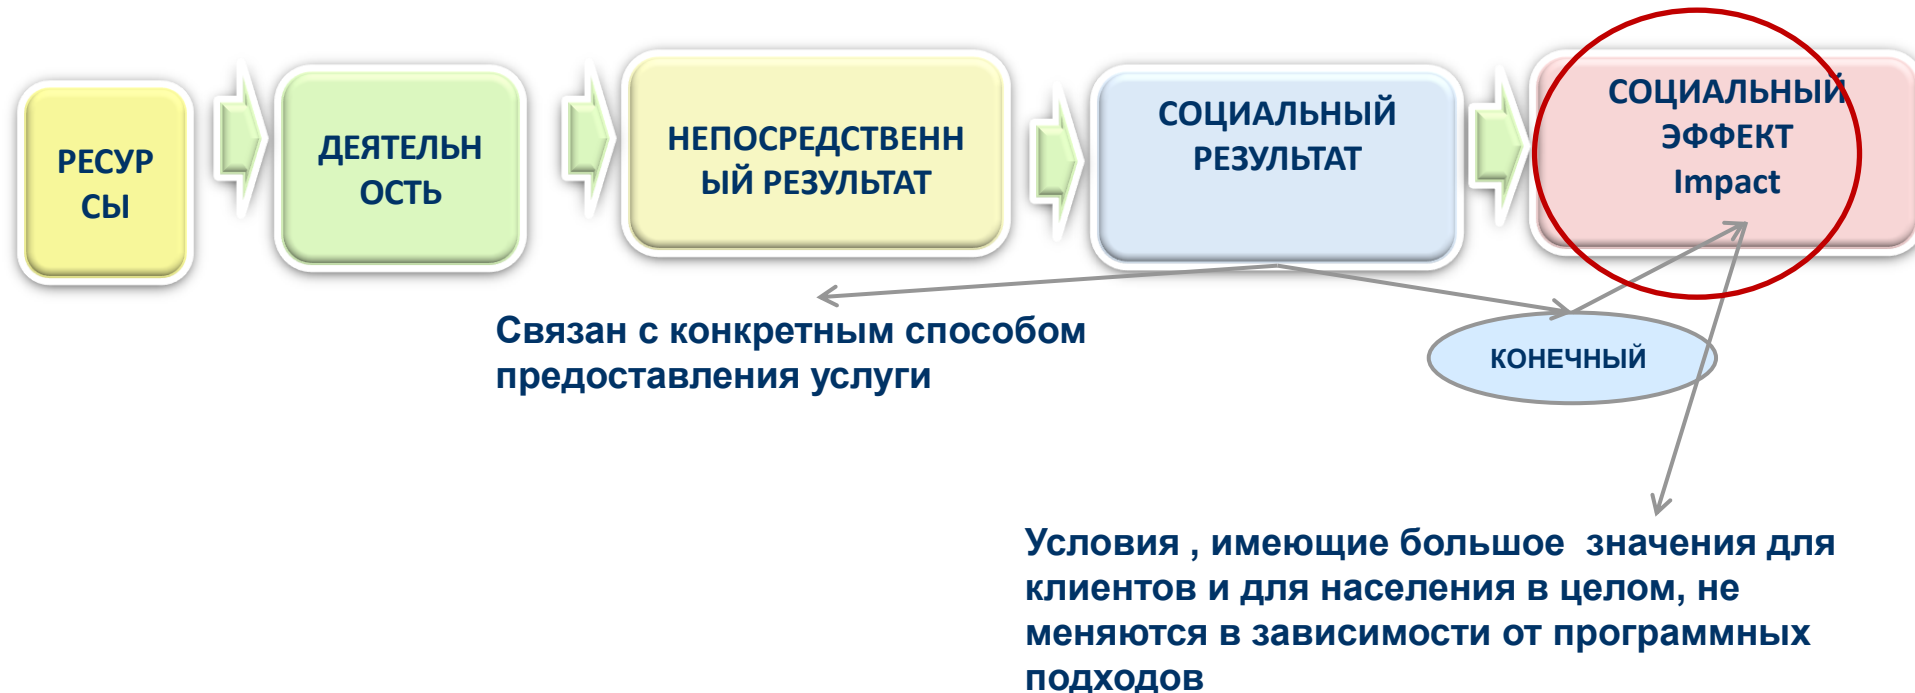 РЕСУР
СЫ
ДЕЯТЕЛЬН
ОСТЬ
НЕПОСРЕДСТВЕНН
ЫЙ РЕЗУЛЬТАТ
СОЦИАЛЬНЫЙ
РЕЗУЛЬТАТ
СОЦИАЛЬНЫЙ
ЭФФЕКТ
Impact
Связан с конкретным способом
предоставления услуги
КОНЕЧНЫЙ
Условия , имеющие большое  значения для
клиентов и для населения в целом, не
меняются в зависимости от программных
подходов